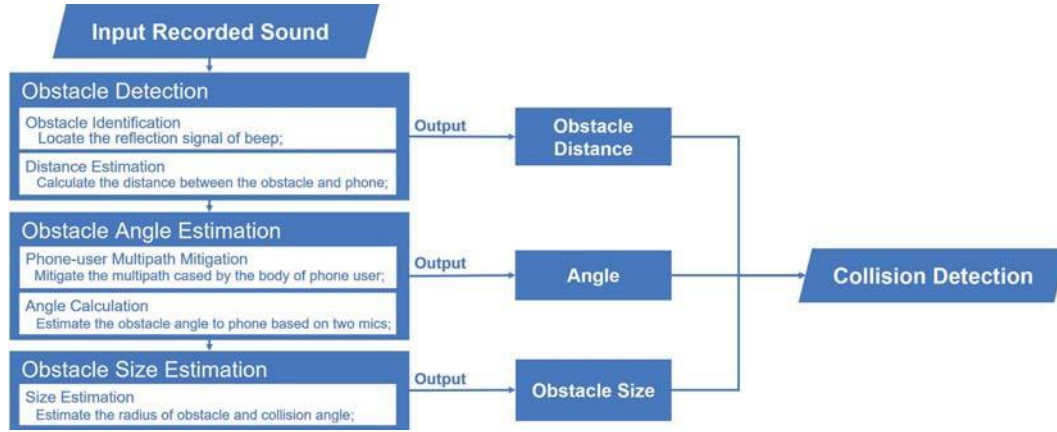 Input Recorded Sound
Obstacle Detection
Obstacle Identification
Locate the reflection signal of beep;
Distance Estimation
Calculate the distance between the obstacle and phone;
Output
Obstacle
Distance
Obstacle Angle Estimation
Phone-user Multipath Mitigation
Mitigate the multipath cased by the body of phone user;
Angle Calculation
Estimate the obstacle angle to phone based on two mics;
Output
Angle
Collision Detection
Obstacle Size Estimation
Size Estimation
Estimate the radius of obstacle and collision angle;
Output
Obstacle Size